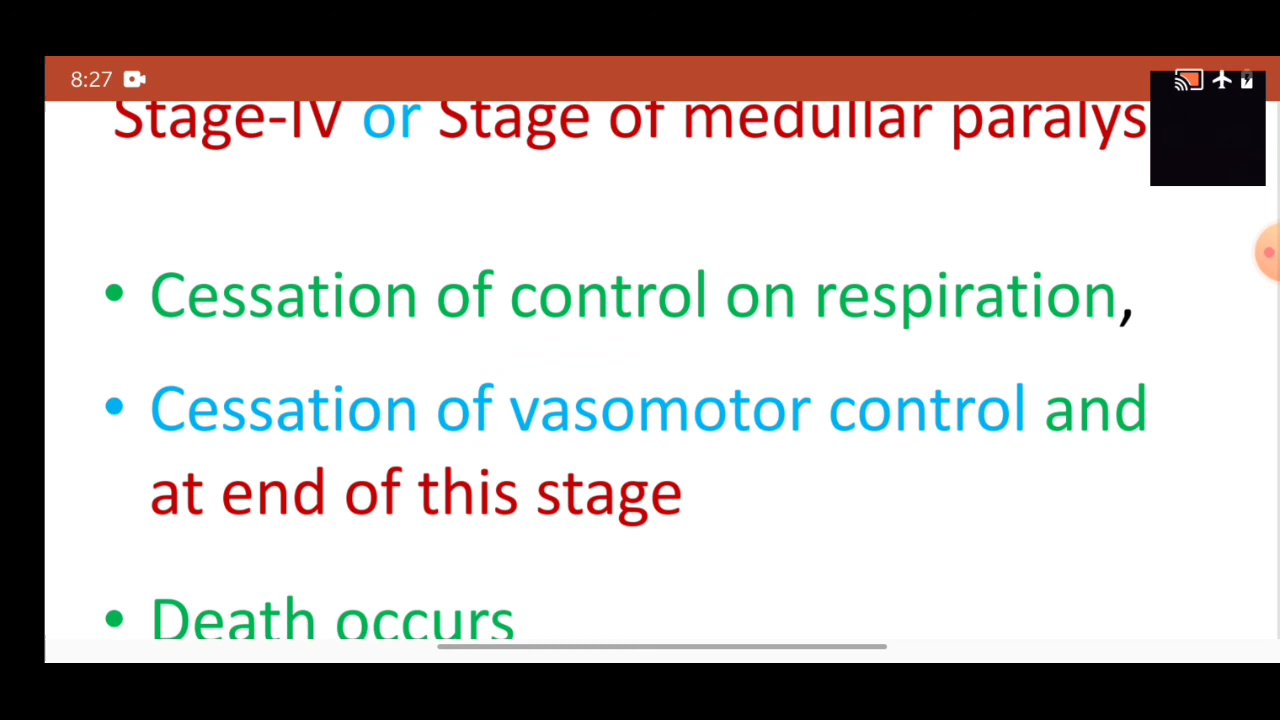 8:27
Stage-IV or Stage of medullar paralys
• Cessation of control on respiration,
• Cessation of vasomotor control and
at end of this stage
• Death occurs